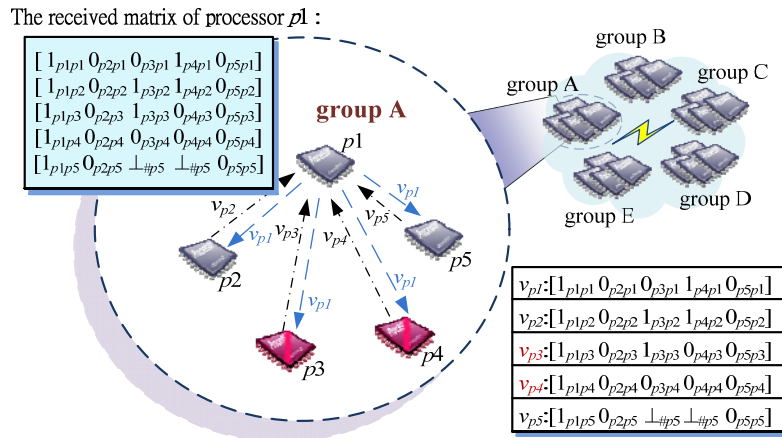 The received matrix of processor p1 :
[ 1p1p1 0p2p1 0p3p1 1p4p1 0p5p1]
[ 1p1p2 0p2p2 1p3p2 1p4p2 0p5p2]
[ 1p1p3 0p2p3 1p3p3 0p4p3 0p5p3]
[ 1p1p4 0p2p4 0p3p4 0p4p4 0p5p4]
[1p1p5 0p2p5 ⊥#p5 ⊥#p5 0p5p5]
group A
p1
vp2
vp1
vp3
vp1
vp4
vp1
vp5
vp1
p2
p3
p4
p5
group B
group A
group C
group E
group D
vp1:[1p1p1 0p2p1 0p3p1 1p4p1 0p5p1]
vp2:[1p1p2 0p2p2 1p3p2 1p4p2 0p5p2]
vp3:[1p1p3 0p2p3 1p3p3 0p4p3 0p5p3]
vp4:[1p1p4 0p2p4 0p3p4 0p4p4 0p5p4]
vp5:[1p1p5 0p2p5 ⊥#p5 ⊥#p5 0p5p5]